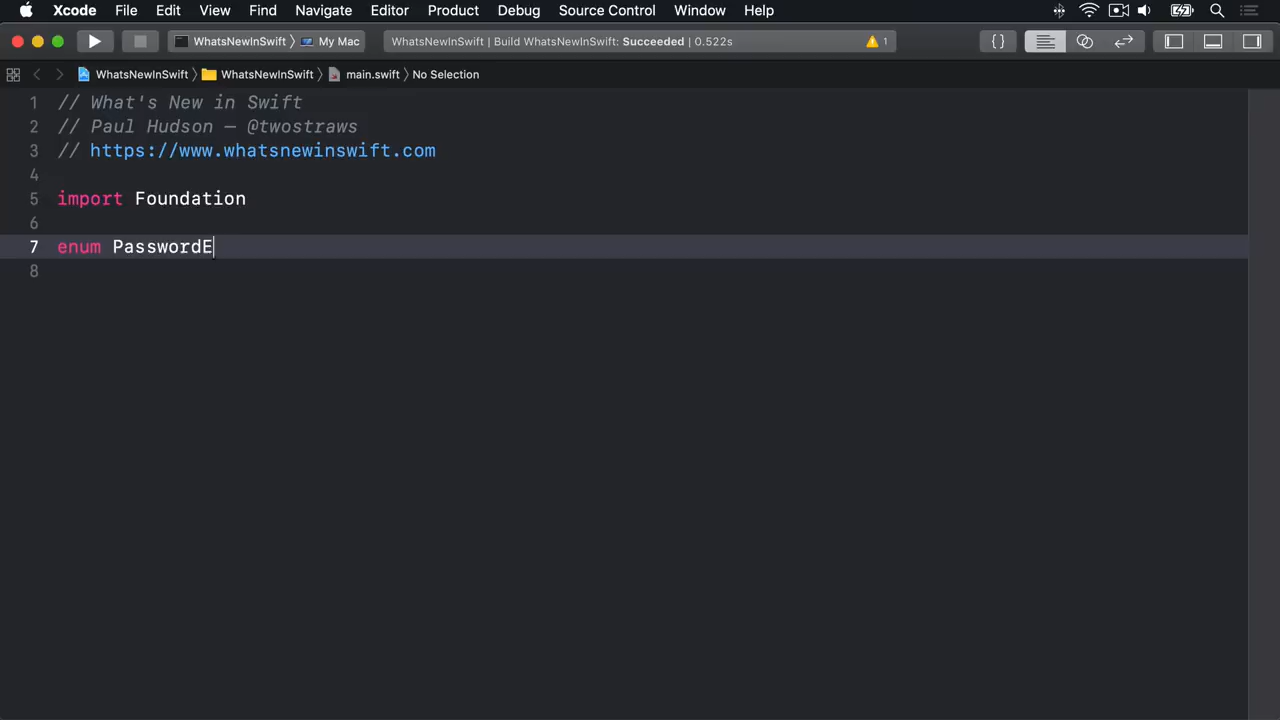 Xcode File Edit View Find Navigate Editor Product Debug Source Control Window Help
WhatsNewInSwift 〉 My Mac WhatsNewInSwift | Build WhatsNewInSwift: Succeeded | 0.522s 1 { }
WhatsNewInSwift 〉 WhatsNewInSwift 〉 main.swift 〉 No Selection
1 // What's New in Swift
2 // Paul Hudson – @twostraws
3 // https://www.whatsnewinswift.com
4
5 import Foundation
6
7 enum PasswordE
8